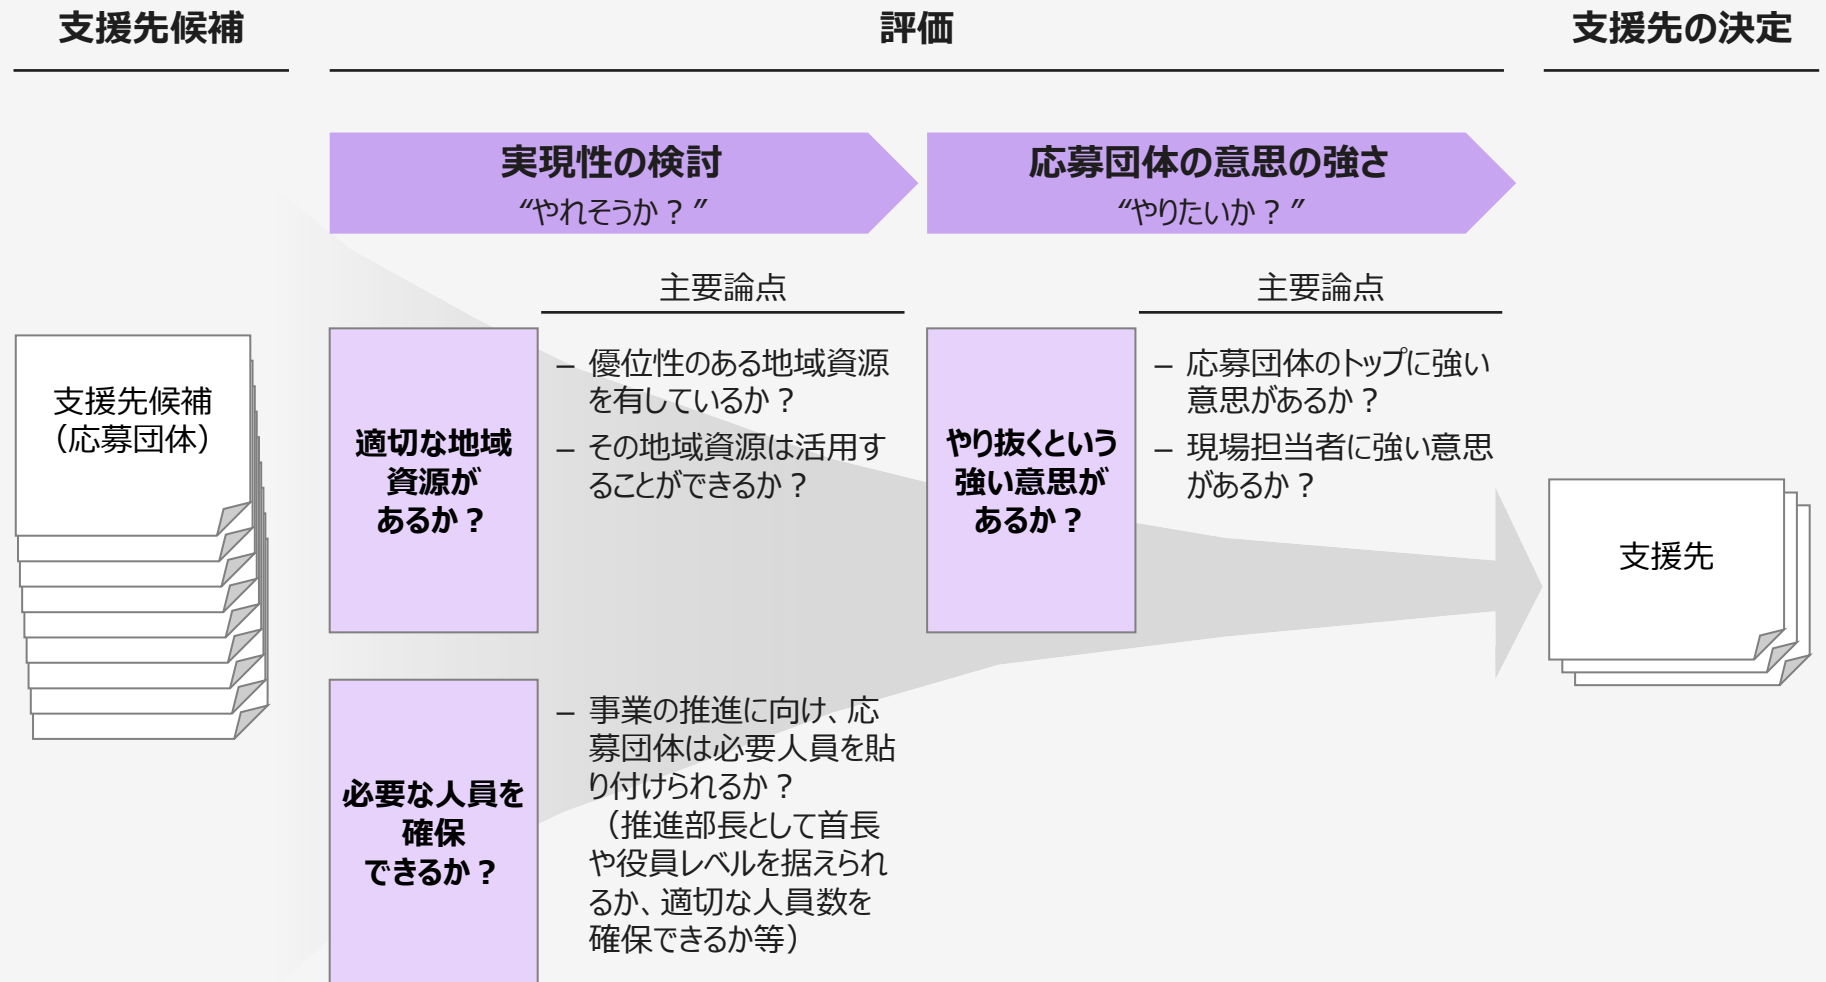 支援先候補
評価
支援先の決定
実現性の検討
“やれそうか？”
応募団体の意思の強さ
“やりたいか？”
主要論点
主要論点
支援先候補
（応募団体）
適切な地域
資源が
あるか？
– 優位性のある地域資源
を有しているか？
– その地域資源は活用す
ることができるか？
やり抜くという
強い意思が
あるか？
– 応募団体のトップに強い
意思があるか？
– 現場担当者に強い意思
があるか？
支援先
必要な人員を
確保
できるか？
– 事業の推進に向け、応
募団体は必要人員を貼
り付けられるか？
（推進部長として首長
や役員レベルを据えられ
るか、適切な人員数を
確保できるか等）